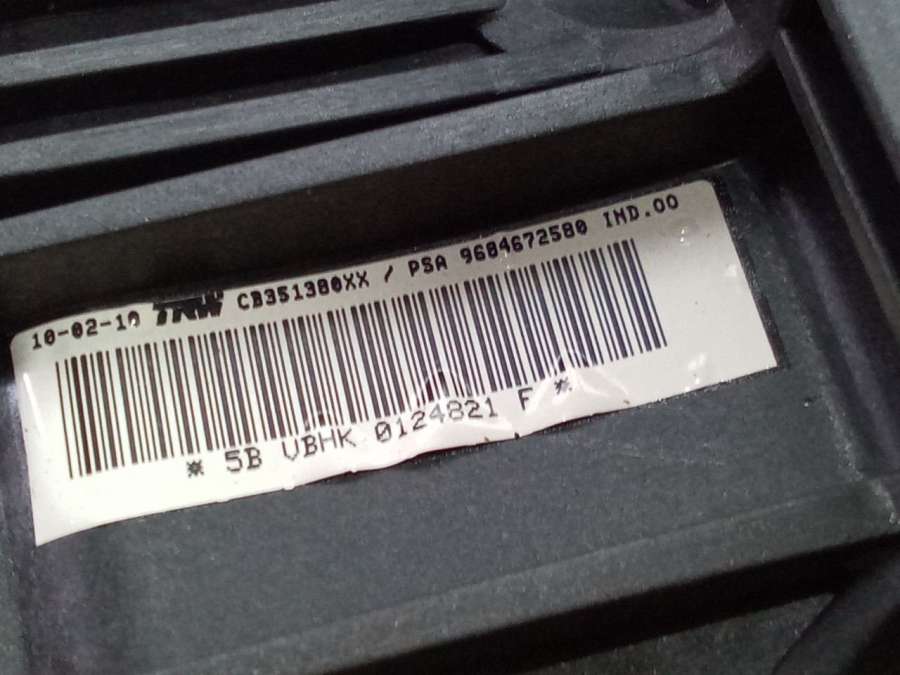 10-02-10 TRW CB351380XX / PSA 9684672580 IND.00
* 5B VBHK 0124821 F *